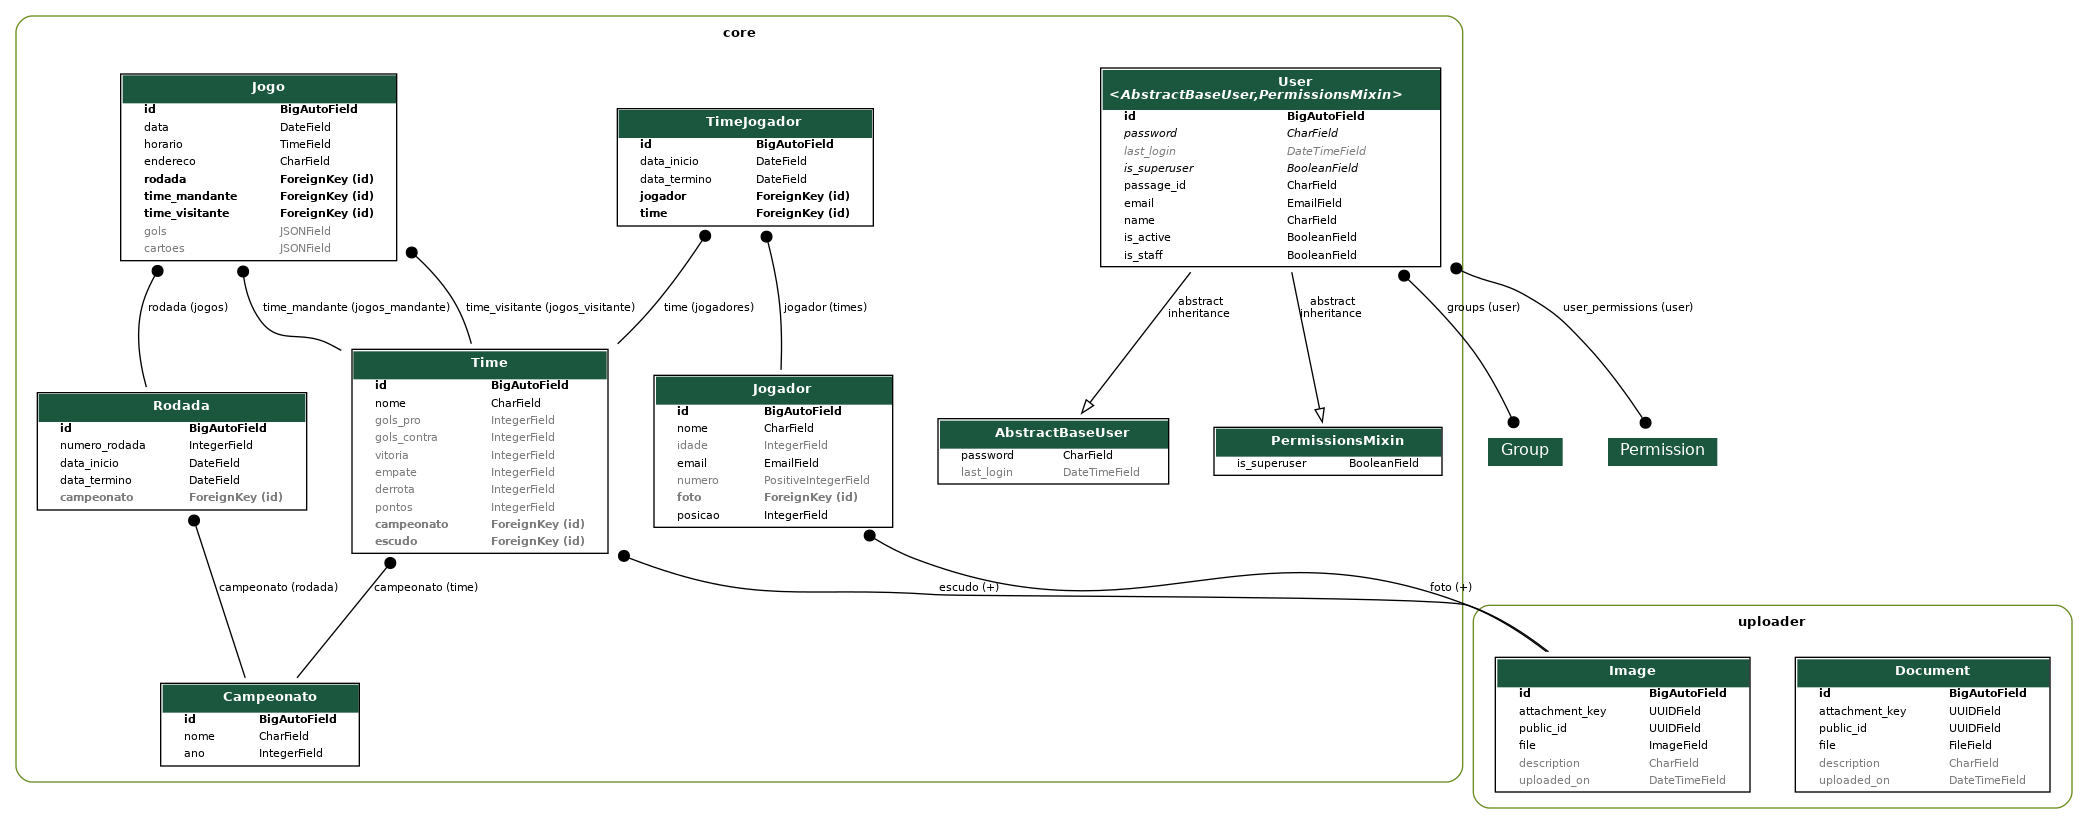 core
Jogo
id BigAutoField
data DateField
horario TimeField
endereco CharField
rodada ForeignKey (id)
time_mandante ForeignKey (id)
time_visitante ForeignKey (id)
gols JSONField
cartoes JSONField
TimeJogador
id BigAutoField
data_inicio DateField
data_termino DateField
jogador ForeignKey (id)
time ForeignKey (id)
User
<AbstractBaseUser,PermissionsMixin>
id BigAutoField
password CharField
last_login DateTimeField
is_superuser BooleanField
passage_id CharField
email EmailField
name CharField
is_active BooleanField
is_staff BooleanField
rodada (jogos)
time_mandante (jogos_mandante)
time_visitante (jogos_visitante)
time (jogadores)
jogador (times)
abstract
inheritance
abstract
inheritance
groups (user)
user_permissions (user)
Rodada
id BigAutoField
numero_rodada IntegerField
data_inicio DateField
data_termino DateField
campeonato ForeignKey (id)
Time
id BigAutoField
nome CharField
gols_pro IntegerField
gols_contra IntegerField
vitoria IntegerField
empate IntegerField
derrota IntegerField
pontos IntegerField
campeonato ForeignKey (id)
escudo ForeignKey (id)
Jogador
id BigAutoField
nome CharField
idade IntegerField
email EmailField
numero PositiveIntegerField
foto ForeignKey (id)
posicao IntegerField
AbstractBaseUser
password CharField
last_login DateTimeField
PermissionsMixin
is_superuser BooleanField
Group
Permission
campeonato (rodada)
campeonato (time)
escudo (+)
foto (+)
Campeonato
id BigAutoField
nome CharField
ano IntegerField
uploader
Image
id BigAutoField
attachment_key UUIDField
public_id UUIDField
file ImageField
description CharField
uploaded_on DateTimeField
Document
id BigAutoField
attachment_key UUIDField
public_id UUIDField
file FileField
description CharField
uploaded_on DateTimeField